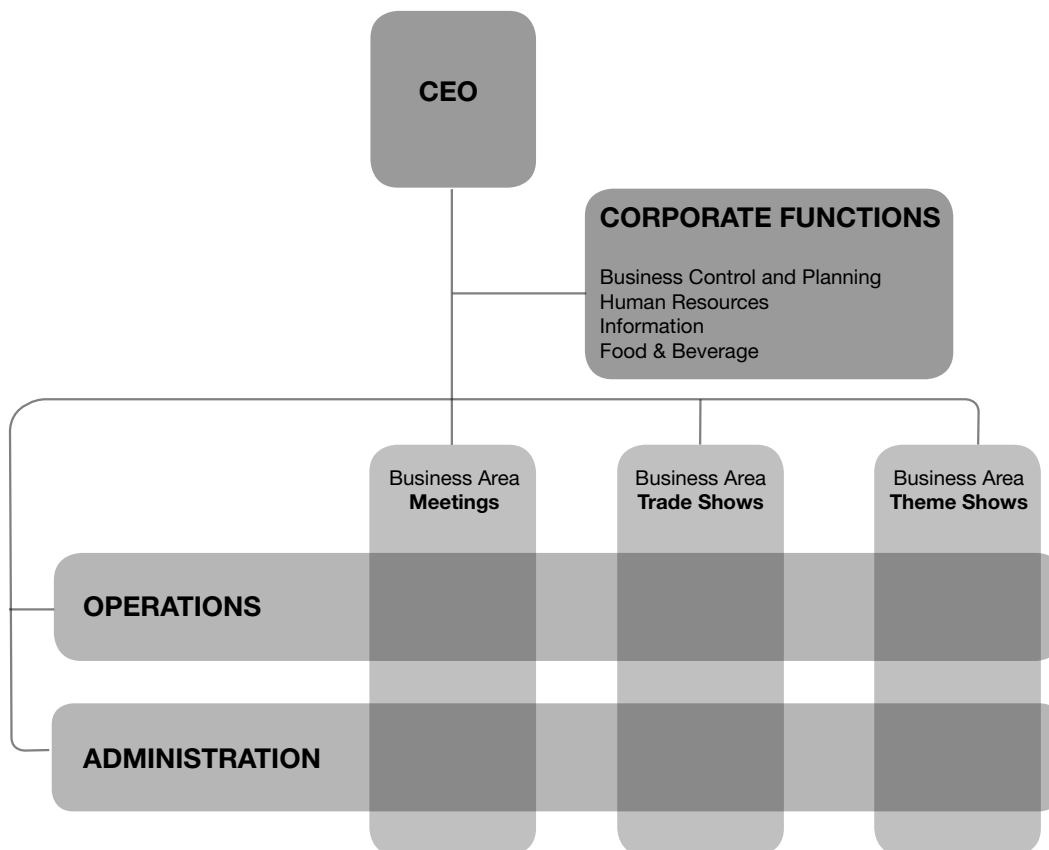 CEO
CORPORATE FUNCTIONS
Business Control and Planning
Human Resources
Information
Food & Beverage
Business Area
Meetings
Business Area
Trade Shows
Business Area
Theme Shows
OPERATIONS
ADMINISTRATION